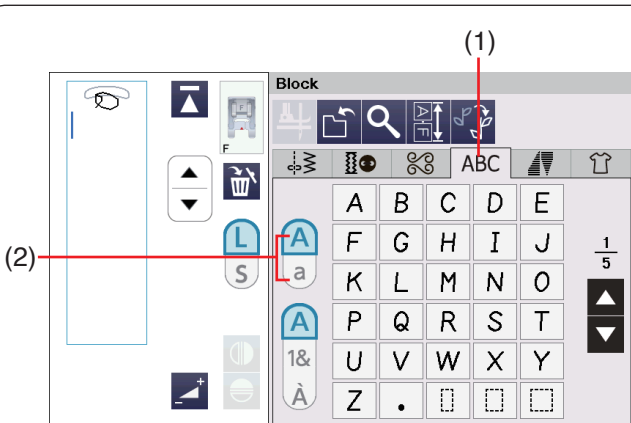 (1)
Block
F
ABC
A B C D E
L
A
F G H I J
1
5
(2)
S
a
K L M N O
A
P Q R S T
1&
U V W X Y
À
Z .